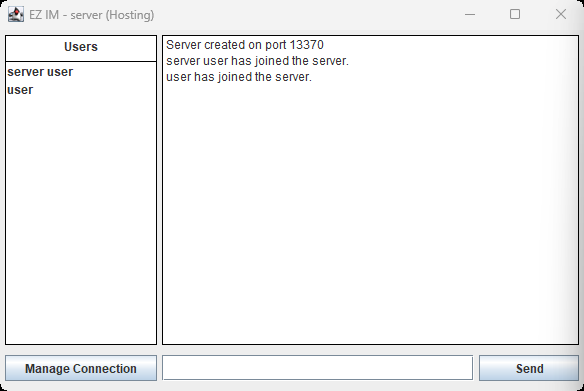 EZ IM - server (Hosting)
Users
server user
user
Server created on port 13370
server user has joined the server.
user has joined the server.
Manage Connection
Send